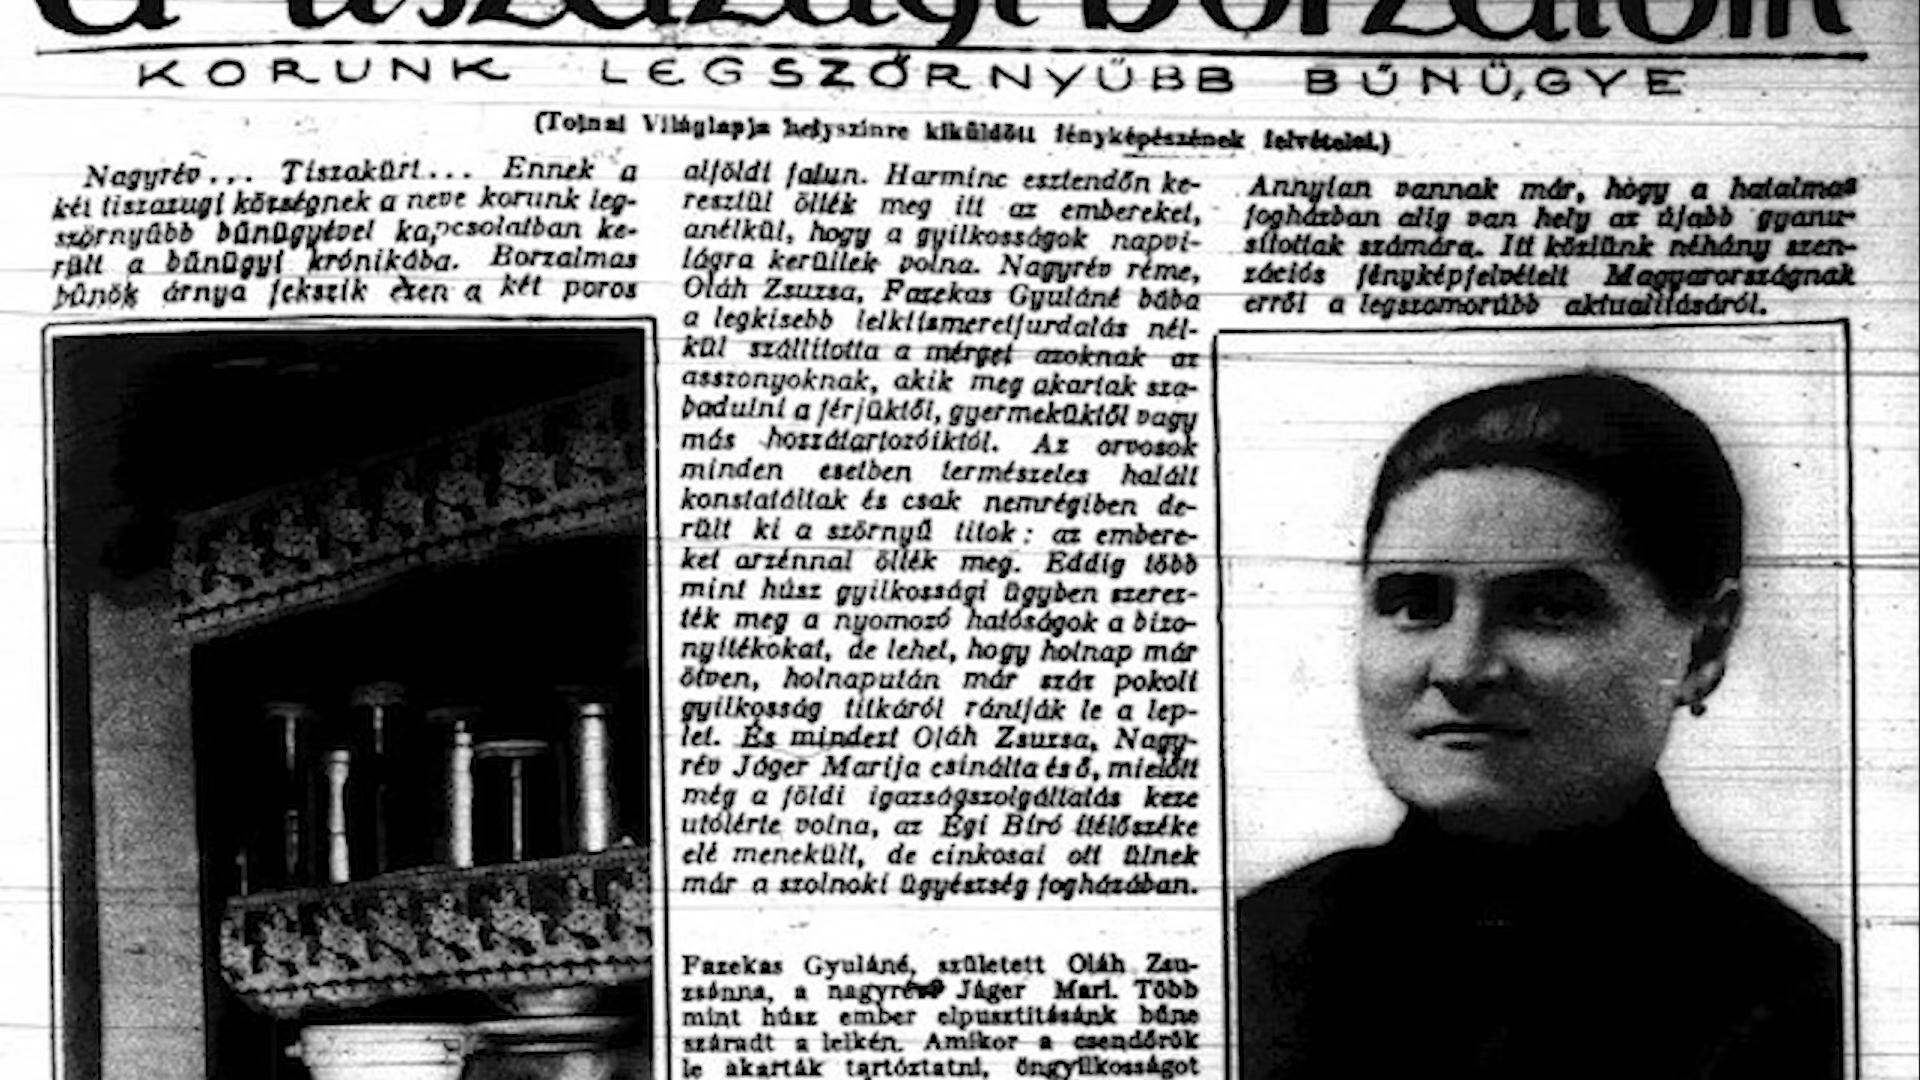 A tiszazugi borzalom
KORUNK LEGSZŐRNYŰBB BŰNÜGYE
(Tolnai Világlapja helyszínre kiküldött fényképészének felvételei.)
Nagyrév... Tiszakürt... Ennek a
két tiszazugi községnek a neve korunk leg-
szörnyűbb bűnügyével kapcsolatban ke-
rült a bűnügyi krónikába. Borzalmas
bűnök árnya fekszik ezen a két poros
alföldi falun. Harminc esztendőn ke-
resztül ölték meg itt az embereket,
anélkül, hogy a gyilkosságok napvi-
lágra kerültek volna. Nagyrév réme,
Oláh Zsuzsa, Fazekas Gyuláné bába
a legkisebb lelkiismeretfurdalás nél-
kül szállította a mérget azoknak az
asszonyoknak, akik meg akartak sza-
badulni a férjüktől, gyermeküktől vagy
más hozzátartozóiktól. Az orvosok
minden esetben természetes halált
konstatáltak és csak nemrégiben de-
rült ki a szörnyű titok: az embere-
ket arzénnal ölték meg. Eddig több
mint húsz gyilkossági ügyben szerez-
ték meg a nyomozó hatóságok a bizo-
nyítékokat, de lehet, hogy holnap már
ötven, holnapután már száz pokoli
gyilkosság titkáról rántják le a lep-
let. És mindezt Oláh Zsuzsa, Nagy-
rév Jáger Marija csinálta és ő, mielőtt
még a földi igazságszolgáltatás keze
utólérte volna, az Égi Bíró ítélőszéke
elé menekült, de cinkosai ott ülnek
már a szolnoki ügyészség fogházában.
Annyian vannak már, hogy a hatalmas
fogházban alig van hely az újabb gyanu-
sítottak számára. Itt közlünk néhány szen-
zációs fényképfelvételt Magyarországnak
erről a legszomorúbb aktualitásáról.
Fazekas Gyuláné, született Oláh Zsu-
zsánna, a nagyrévi Jáger Mari. Több
mint húsz ember elpusztításánk bűne
száradt a lelkén. Amikor a csendőrök
le akarták tartóztatni, öngyilkosságot